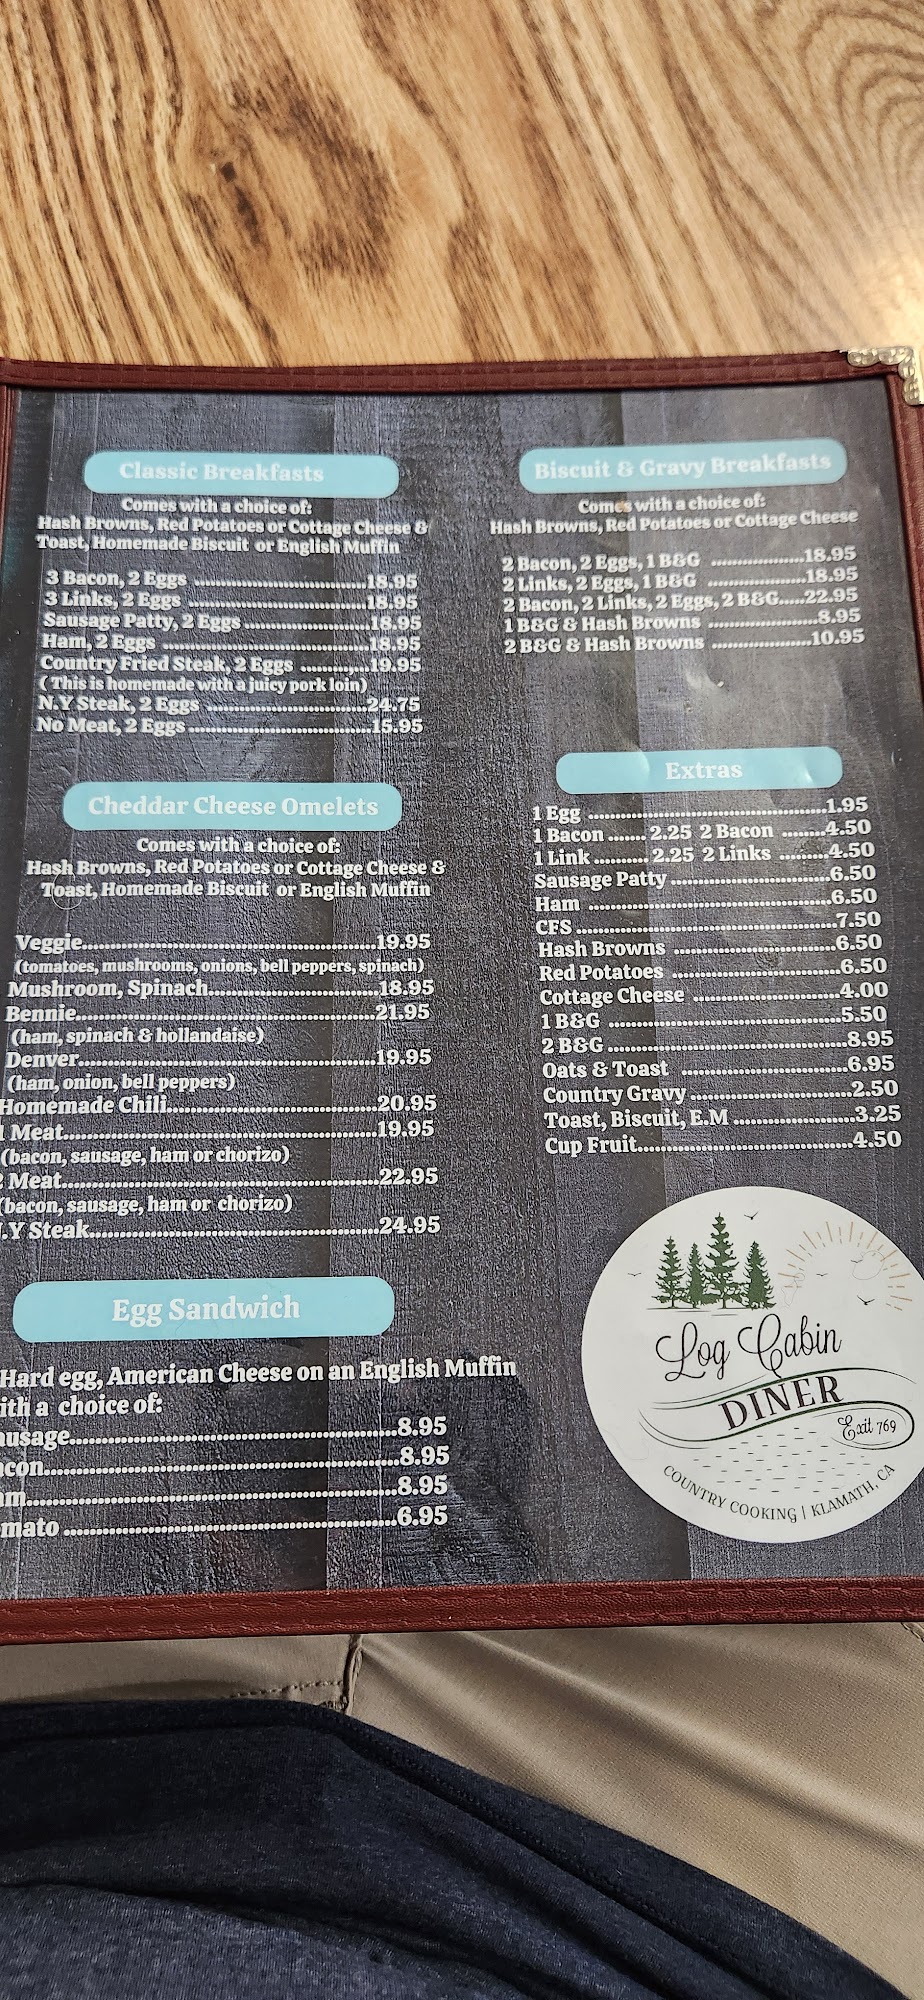 Classic Breakfasts
Comes with a choice of:
Hash Browns, Red Potatoes or Cottage Cheese &
Toast, Homemade Biscuit or English Muffin
3 Bacon, 2 Eggs ........ 18.95
3 Links, 2 Eggs ........ 18.95
Sausage Patty, 2 Eggs ........ 18.95
Ham, 2 Eggs ........ 18.95
Country Fried Steak, 2 Eggs ........ 19.95
( This is homemade with a juicy pork loin)
N.Y Steak, 2 Eggs ........ 24.75
No Meat, 2 Eggs ........ 15.95
Cheddar Cheese Omelets
Comes with a choice of:
Hash Browns, Red Potatoes or Cottage Cheese &
Toast, Homemade Biscuit or English Muffin
Veggie ........ 19.95
(tomatoes, mushrooms, onions, bell peppers, spinach)
Mushroom, Spinach ........ 18.95
Bennie ........ 21.95
(ham, spinach & hollandaise)
Denver ........ 19.95
(ham, onion, bell peppers)
Homemade Chili ........ 20.95
1 Meat ........ 19.95
(bacon, sausage, ham or chorizo)
2 Meat ........ 22.95
(bacon, sausage, ham or chorizo)
.Y Steak ........ 24.95
Egg Sandwich
Hard egg, American Cheese on an English Muffin
ith a choice of:
ausage ........ 8.95
acon ........ 8.95
am ........ 8.95
mato ........ 6.95
Biscuit & Gravy Breakfasts
Comes with a choice of:
Hash Browns, Red Potatoes or Cottage Cheese
2 Bacon, 2 Eggs, 1 B&G ........ 18.95
2 Links, 2 Eggs, 1 B&G ........ 18.95
2 Bacon, 2 Links, 2 Eggs, 2 B&G ..... 22.95
1 B&G & Hash Browns ........ 8.95
2 B&G & Hash Browns ........ 10.95
Extras
1 Egg ........ 1.95
1 Bacon ....... 2.25 2 Bacon ........ 4.50
1 Link ......... 2.25 2 Links ......... 4.50
Sausage Patty ........ 6.50
Ham ........ 6.50
CFS ........ 7.50
Hash Browns ........ 6.50
Red Potatoes ........ 6.50
Cottage Cheese ........ 4.00
1 B&G ........ 5.50
2 B&G ........ 8.95
Oats & Toast ........ 6.95
Country Gravy ........ 2.50
Toast, Biscuit, E.M ........ 3.25
Cup Fruit ........ 4.50
Log Cabin
DINER
Exit 769
COUNTRY COOKING | KLAMATH, CA